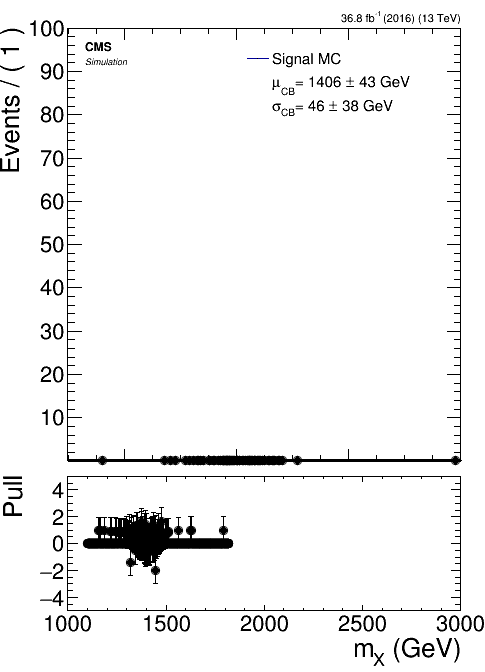 36.8 fb⁻¹ (2016) (13 TeV)
CMS
Simulation
Signal MC
μ_CB= 1406 ± 43 GeV
σ_CB= 46 ± 38 GeV
Events / ( 1 )
100
90
80
70
60
50
40
30
20
10
Pull
4
2
0
−2
−4
1000 1500 2000 2500 3000
m_X (GeV)